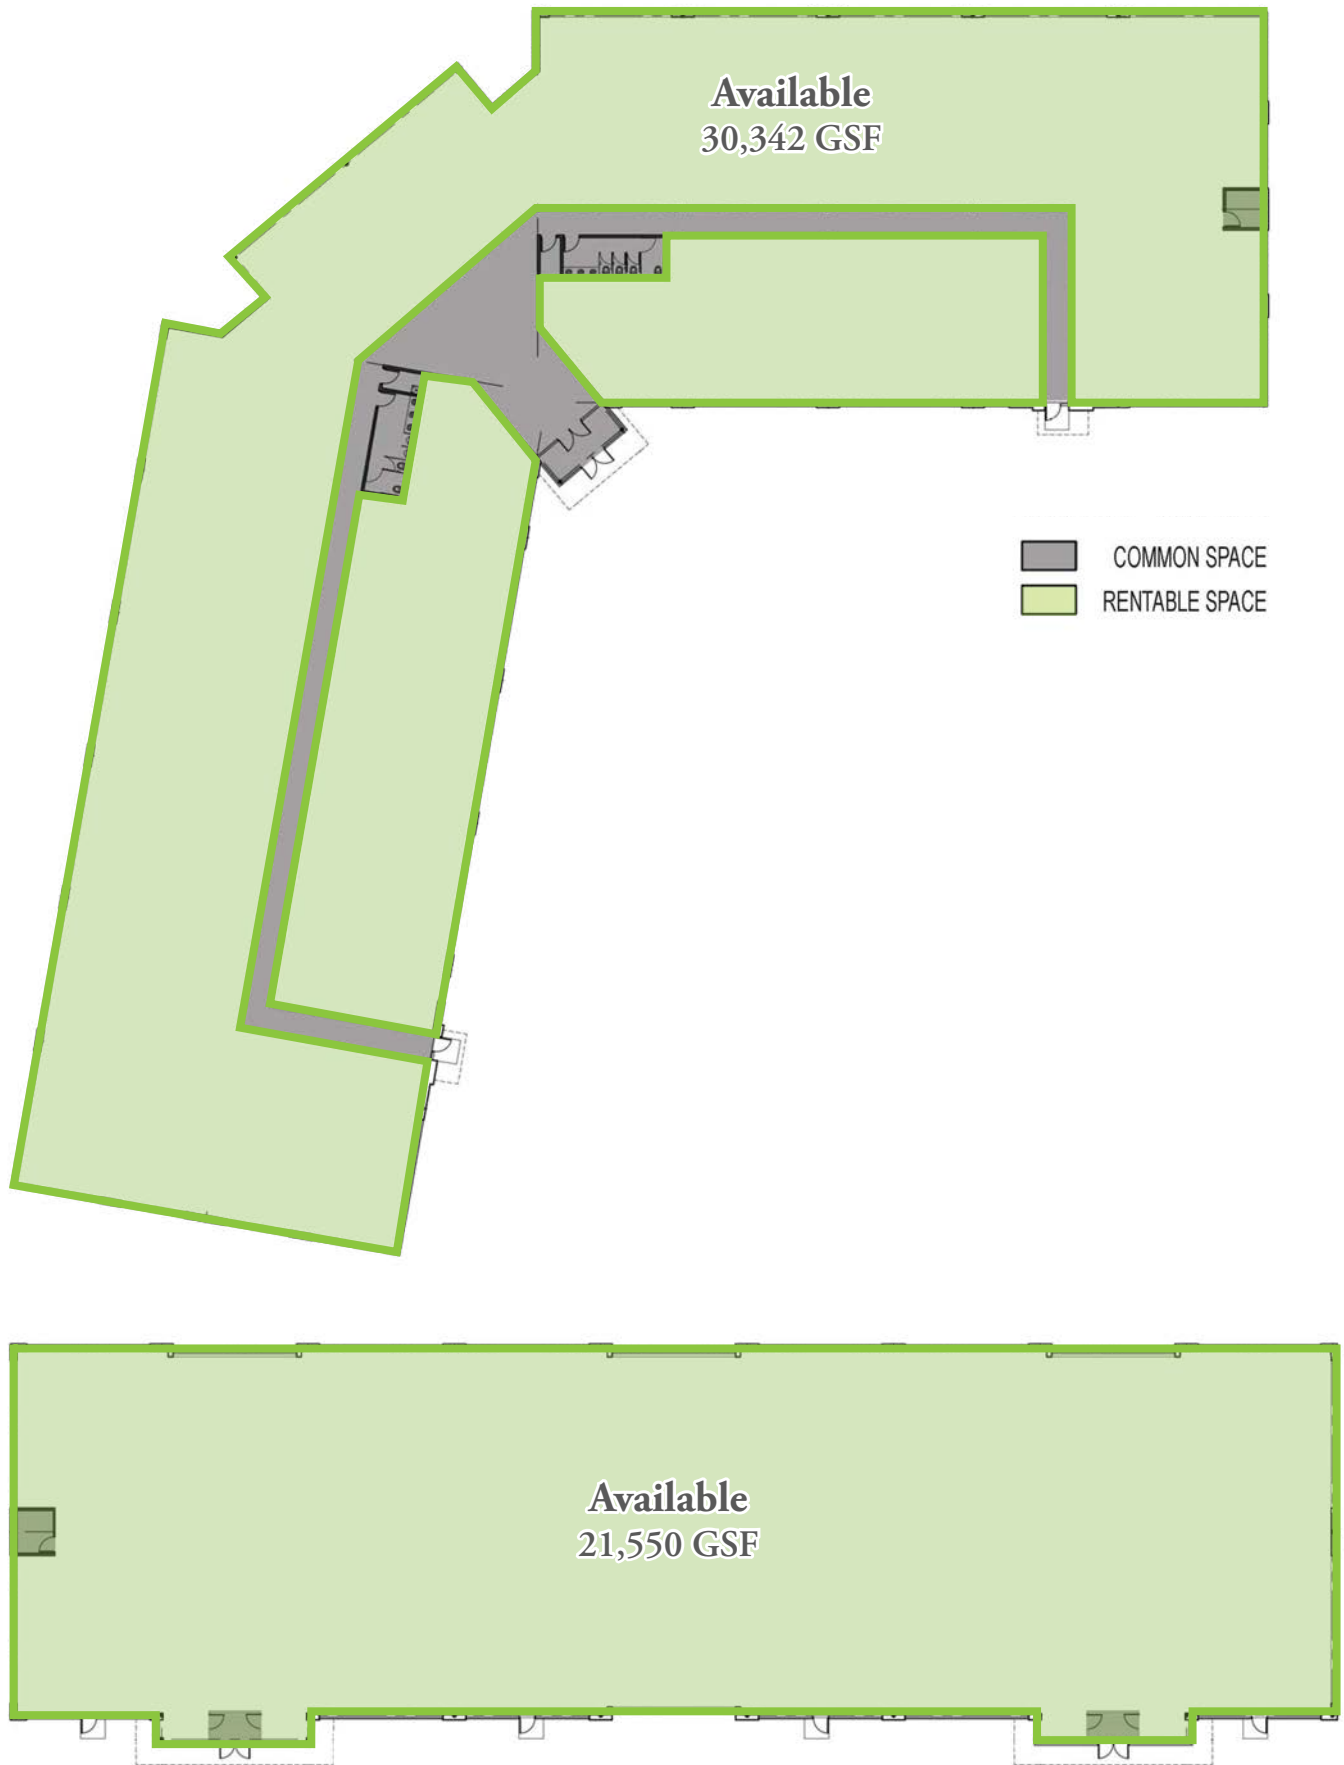 Available
30,342 GSF
COMMON SPACE
RENTABLE SPACE
Available
21,550 GSF